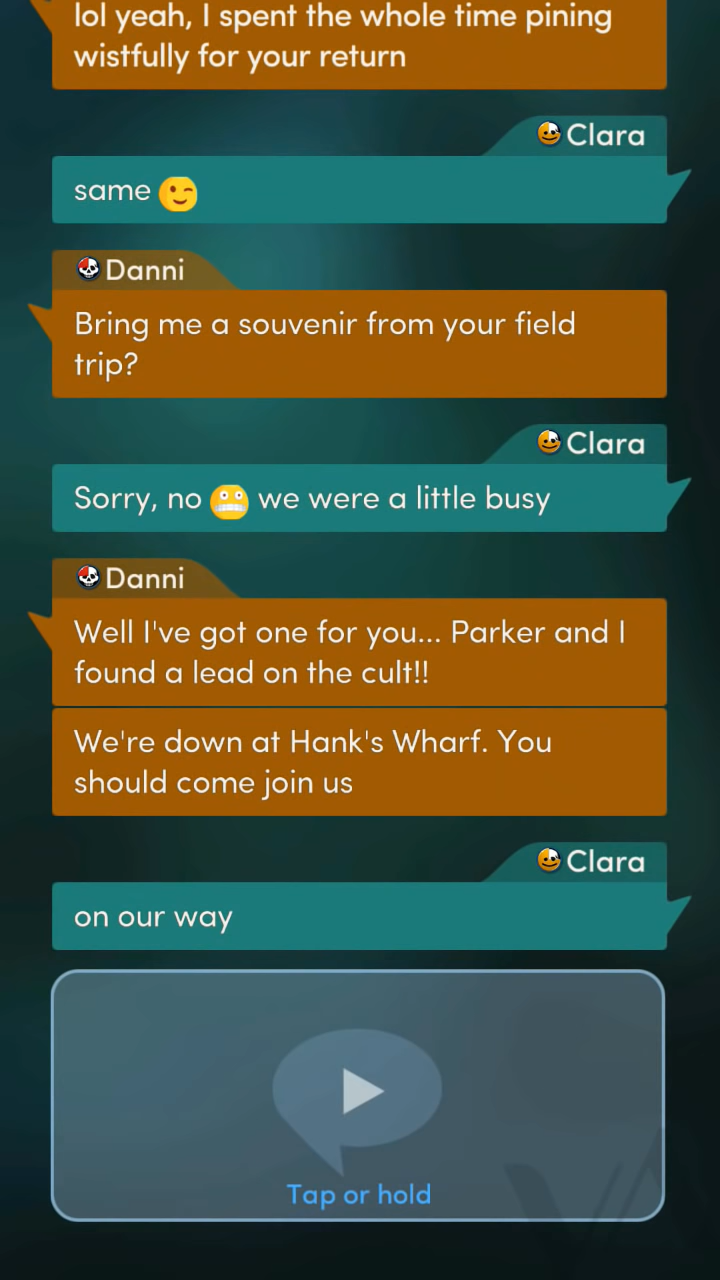 lol yeah, I spent the whole time pining
wistfully for your return
Clara
same 😉
Danni
Bring me a souvenir from your field
trip?
Clara
Sorry, no 😬 we were a little busy
Danni
Well I've got one for you... Parker and I
found a lead on the cult!!
We're down at Hank's Wharf. You
should come join us
Clara
on our way
Tap or hold